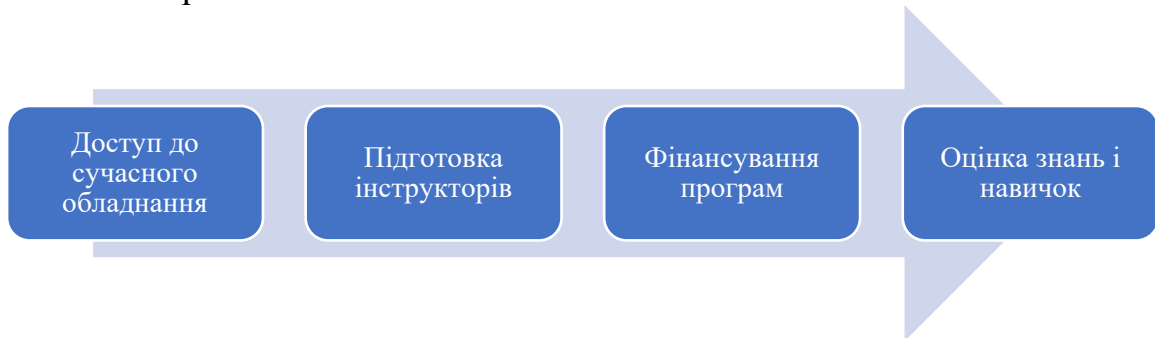 Доступ до
сучасного
обладнання
Підготовка
інструкторів
Фінансування
програм
Оцінка знань і
навичок